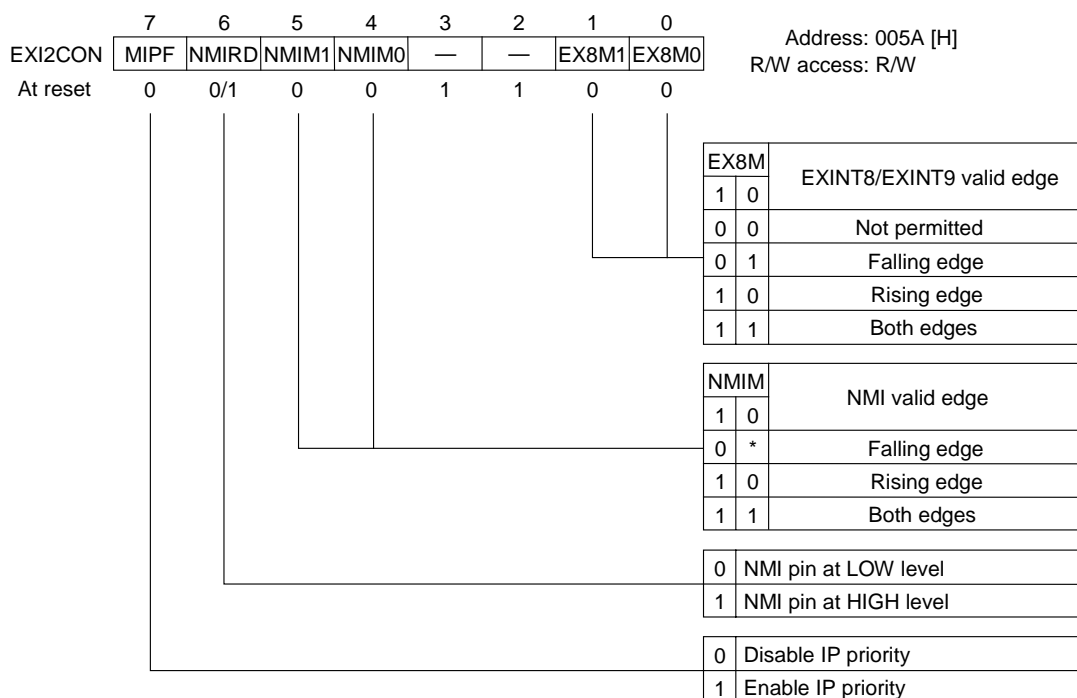 7 6 5 4 3 2 1 0
Address: 005A [H]
EXI2CON MIPF NMIRD NMIM1 NMIM0 — — EX8M1 EX8M0
R/W access: R/W
At reset 0 0/1 0 0 1 1 0 0
EX8M EXINT8/EXINT9 valid edge
1 0
0 0 Not permitted
0 1 Falling edge
1 0 Rising edge
1 1 Both edges
NMIM NMI valid edge
1 0
0 * Falling edge
1 0 Rising edge
1 1 Both edges
0 NMI pin at LOW level
1 NMI pin at HIGH level
0 Disable IP priority
1 Enable IP priority